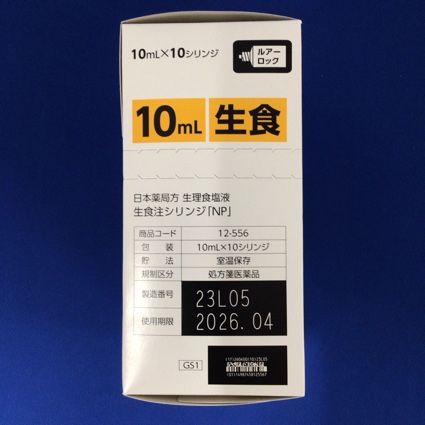 10mL×10シリンジ
ルアー
ロック
10mL 生食
日本薬局方 生理食塩液
生食注シリンジ「NP」
商品コード 12-556
包装 10mL×10シリンジ
貯法 室温保存
規制区分 処方箋医薬品
製造番号 23L05
使用期限 2026.04
GS1